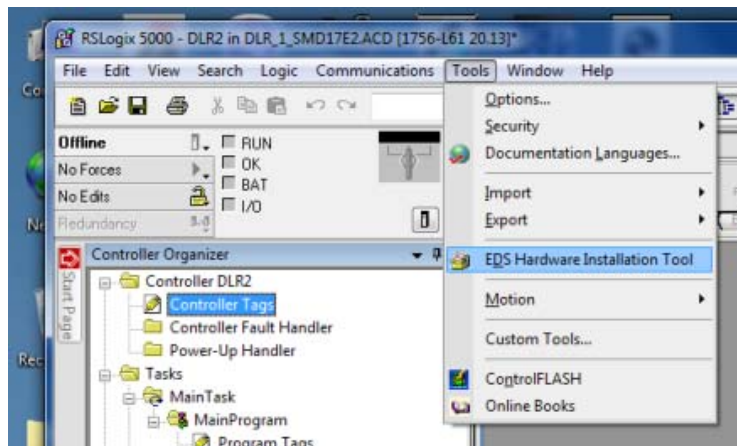 RSLogix 5000 - DLR2 in DLR_1_SMD17E2.ACD [1756-L61 20.13]*
File Edit View Search Logic Communications Tools Window Help
Offline
RUN
No Forces
OK
No Edits
BAT
Redundancy
I/O
Options...
Security
Documentation Languages...
Import
Export
EDS Hardware Installation Tool
Motion
Custom Tools...
ControlFLASH
Online Books
Start Page
Controller Organizer
Controller DLR2
Controller Tags
Controller Fault Handler
Power-Up Handler
Tasks
MainTask
MainProgram
Program Tags